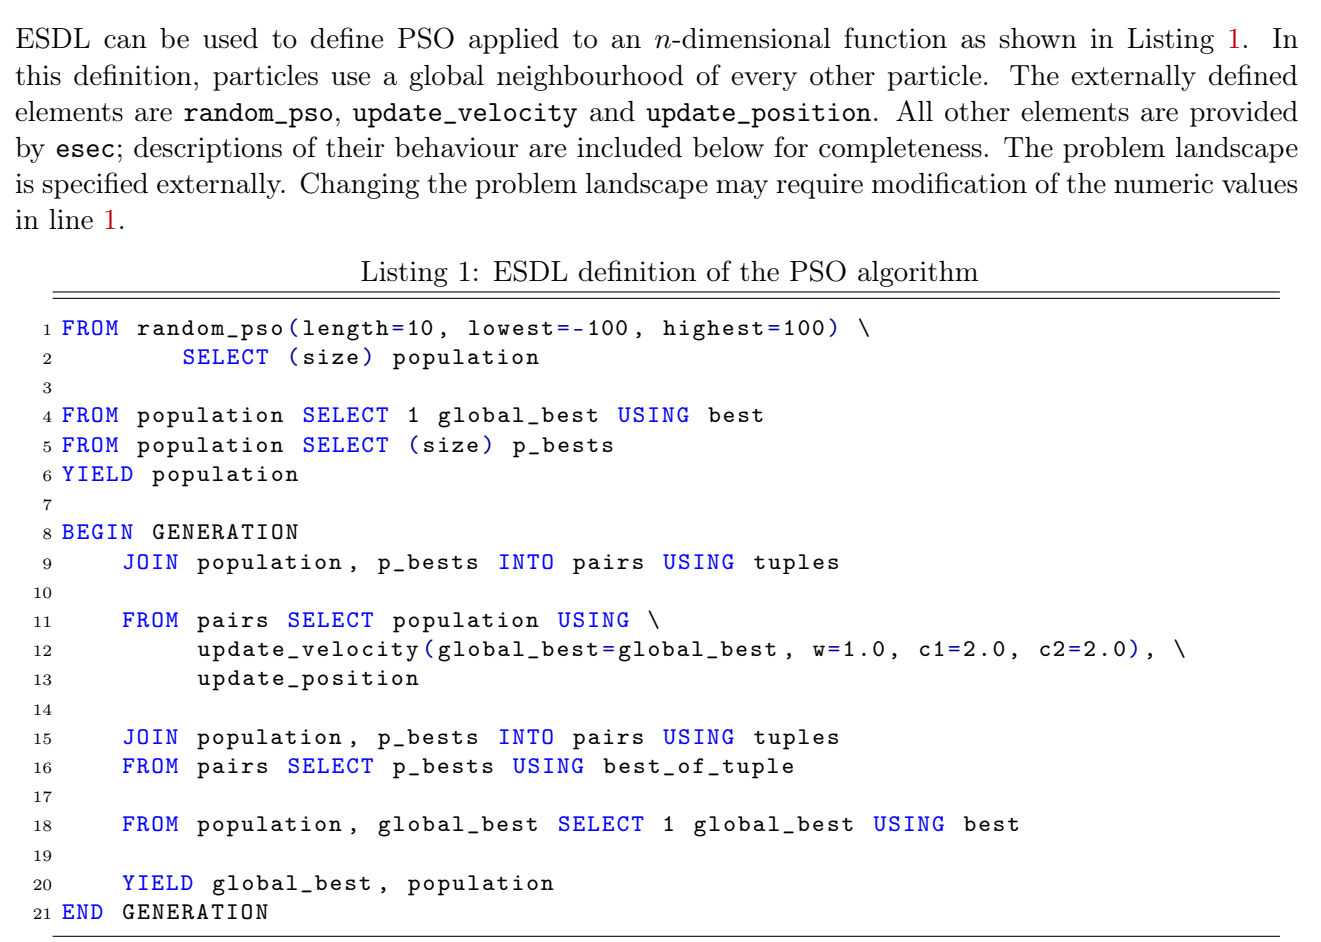 ESDL can be used to define PSO applied to an n-dimensional function as shown in Listing 1. In
this definition, particles use a global neighbourhood of every other particle. The externally defined
elements are random_pso, update_velocity and update_position. All other elements are provided
by esec; descriptions of their behaviour are included below for completeness. The problem landscape
is specified externally. Changing the problem landscape may require modification of the numeric values
in line 1.
Listing 1: ESDL definition of the PSO algorithm
1 FROM random_pso(length=10, lowest=-100, highest=100) \
2         SELECT (size) population
3
4 FROM population SELECT 1 global_best USING best
5 FROM population SELECT (size) p_bests
6 YIELD population
7
8 BEGIN GENERATION
9     JOIN population, p_bests INTO pairs USING tuples
10
11     FROM pairs SELECT population USING \
12          update_velocity(global_best=global_best, w=1.0, c1=2.0, c2=2.0), \
13          update_position
14
15     JOIN population, p_bests INTO pairs USING tuples
16     FROM pairs SELECT p_bests USING best_of_tuple
17
18     FROM population, global_best SELECT 1 global_best USING best
19
20     YIELD global_best, population
21 END GENERATION